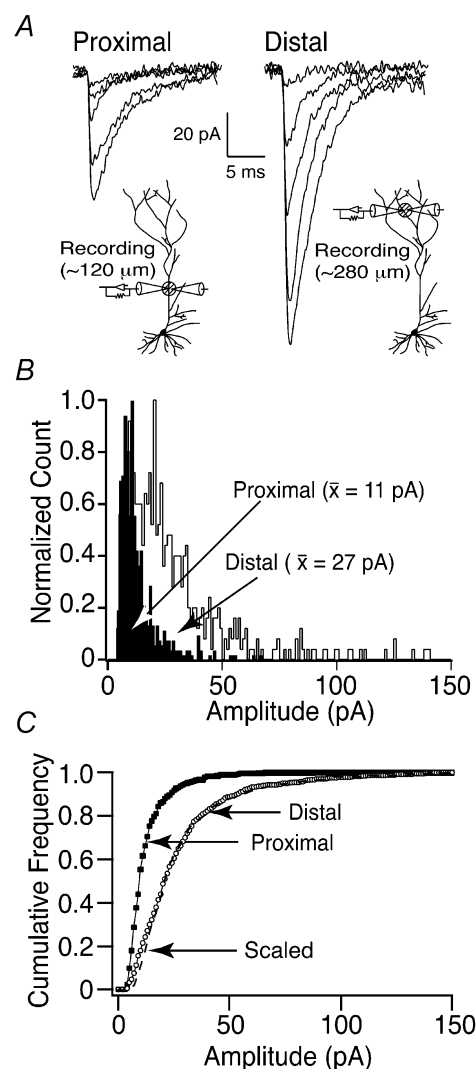 A
Proximal
Distal
20 pA
5 ms
Recording
(~120 μm)
Recording
(~280 μm)
B
Normalized Count
1.0
0.8
0.6
0.4
0.2
0
Proximal (x̄ = 11 pA)
Distal ( x̄ = 27 pA)
0
50
100
150
Amplitude (pA)
C
Cumulative Frequency
1.0
0.8
0.6
0.4
0.2
0
Distal
Proximal
Scaled
0
50
100
150
Amplitude (pA)